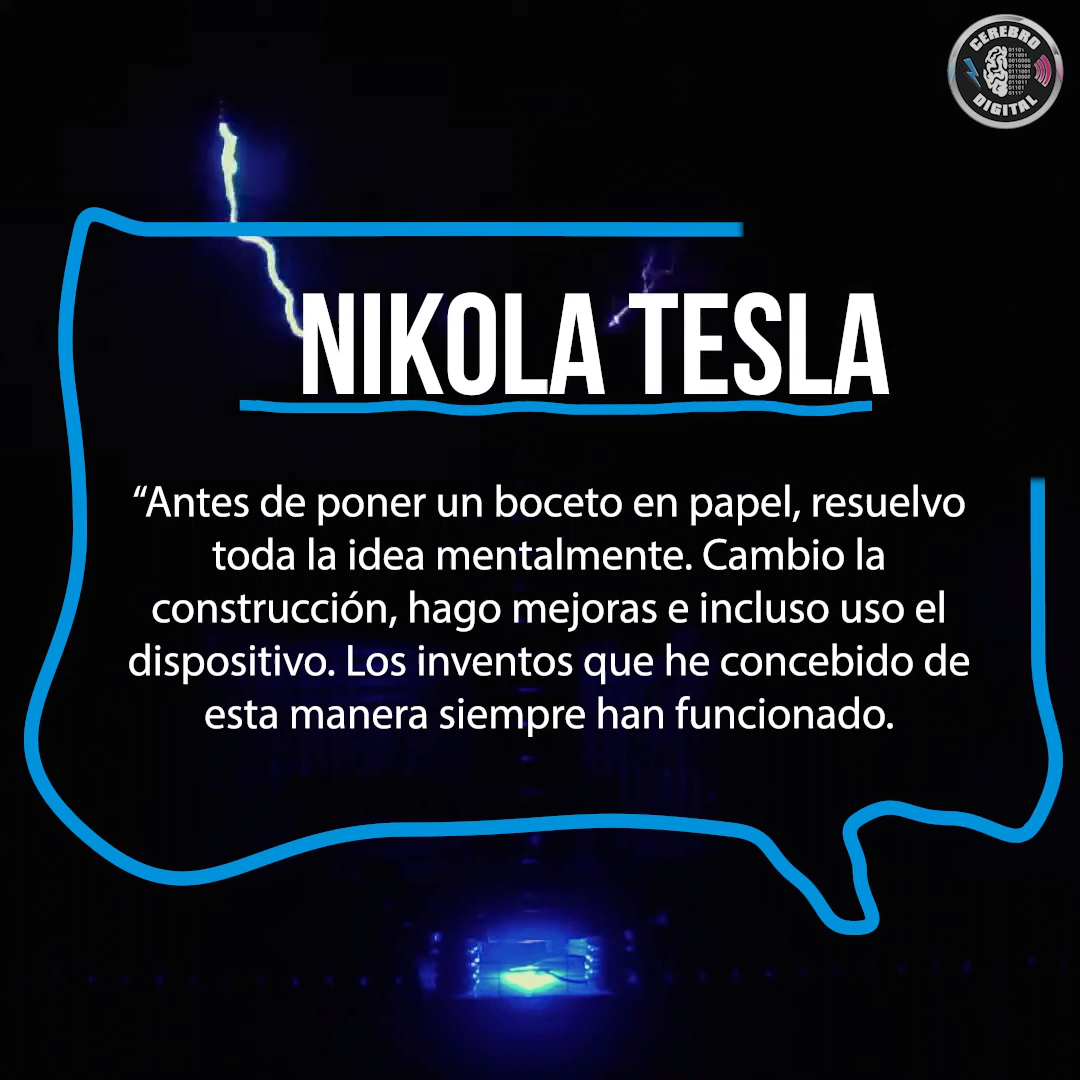 CEREBRO
DIGITAL
NIKOLA TESLA
“Antes de poner un boceto en papel, resuelvo
toda la idea mentalmente. Cambio la
construcción, hago mejoras e incluso uso el
dispositivo. Los inventos que he concebido de
esta manera siempre han funcionado.